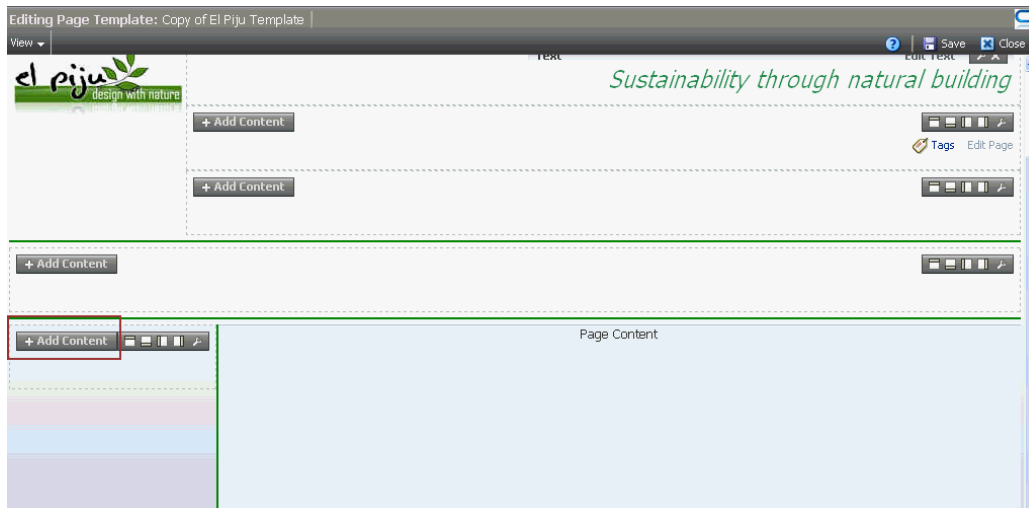 Editing Page Template: Copy of El Piju Template
View
Save Close
Text Edit Text
el piju
design with nature
Sustainability through natural building
+ Add Content
Tags Edit Page
+ Add Content
+ Add Content
+ Add Content
Page Content